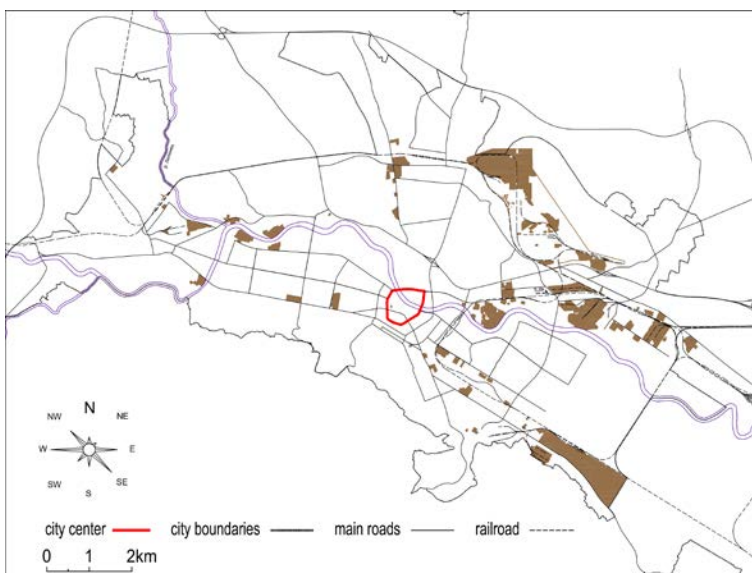 N
NW NE
W E
SW SE
S
city center city boundaries main roads railroad
0 1 2km